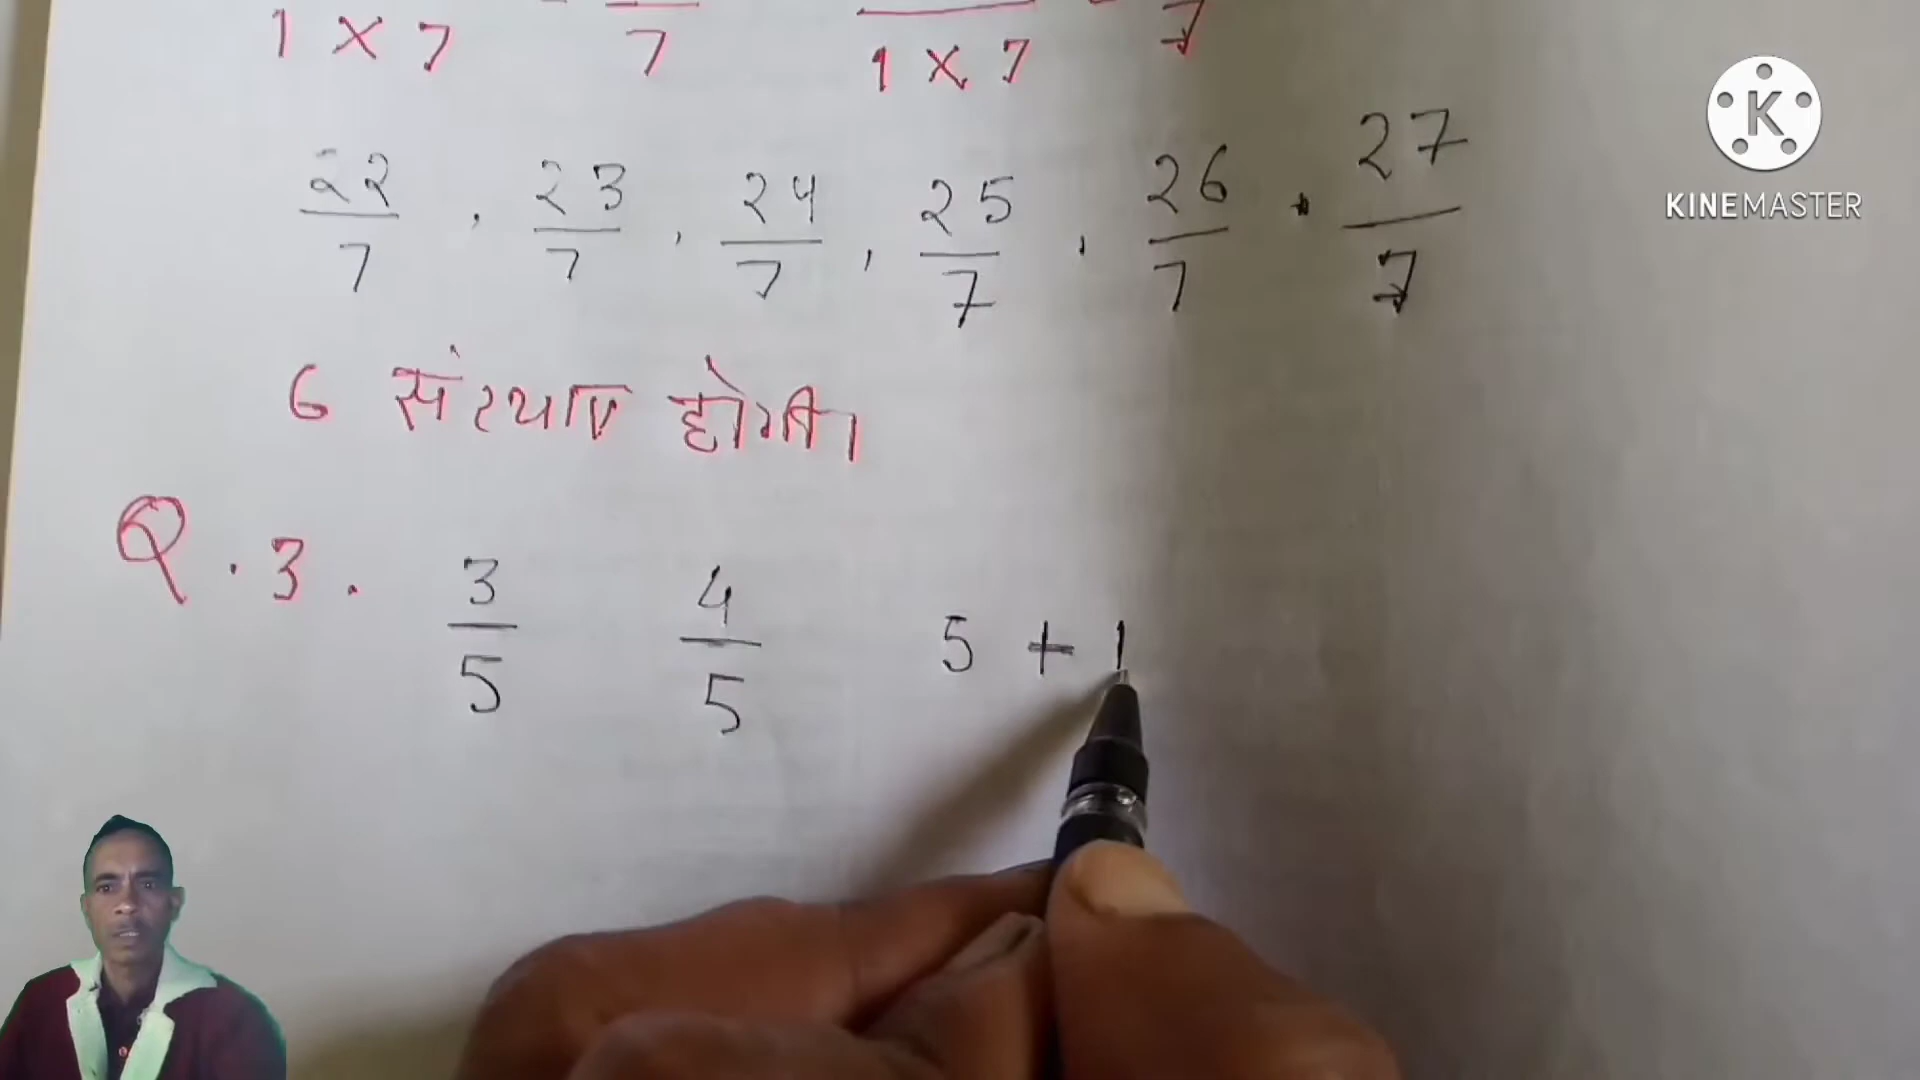 1 × 7 7 1 × 7 7
22/7 , 23/7 , 24/7 , 25/7 , 26/7 , 27/7
6 संख्याए होगी।
Q.3. 3/5 4/5 5 + 1
KINEMASTER